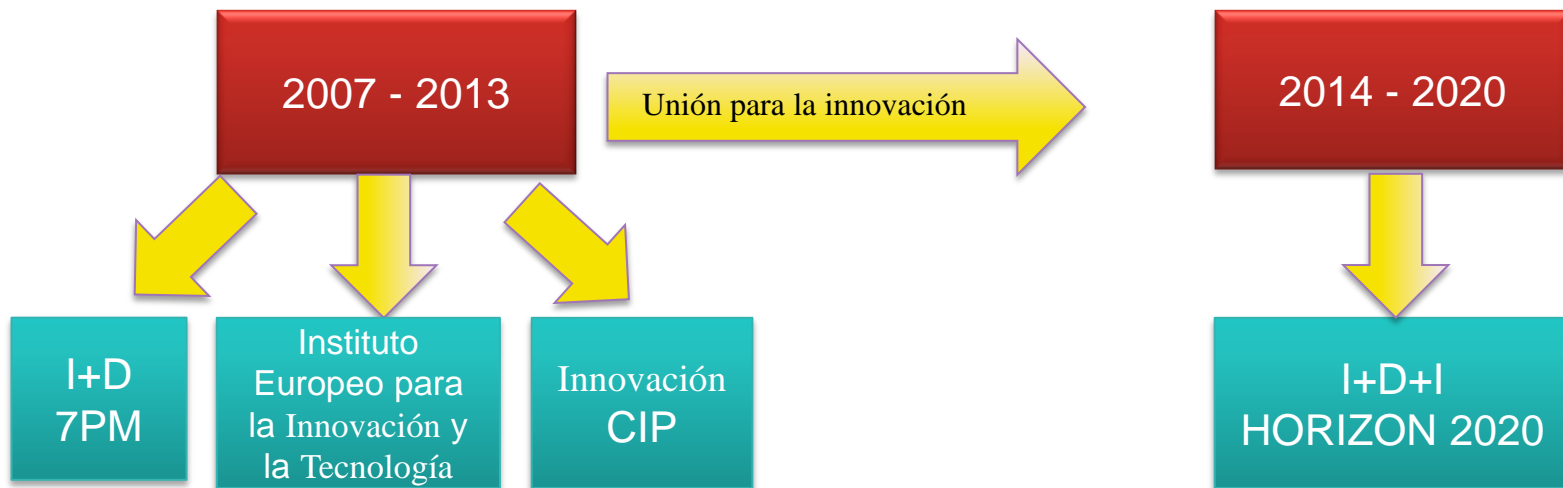 2007 - 2013
Unión para la innovación
2014 - 2020
I+D
7PM
Instituto
Europeo para
la Innovación y
la Tecnología
Innovación
CIP
I+D+I
HORIZON 2020